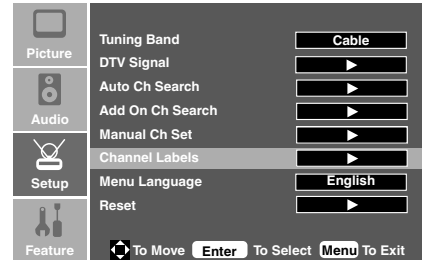 Picture
Audio
Setup
Feature
Tuning Band Cable
DTV Signal
Auto Ch Search
Add On Ch Search
Manual Ch Set
Channel Labels
Menu Language English
Reset
To Move Enter To Select Menu To Exit